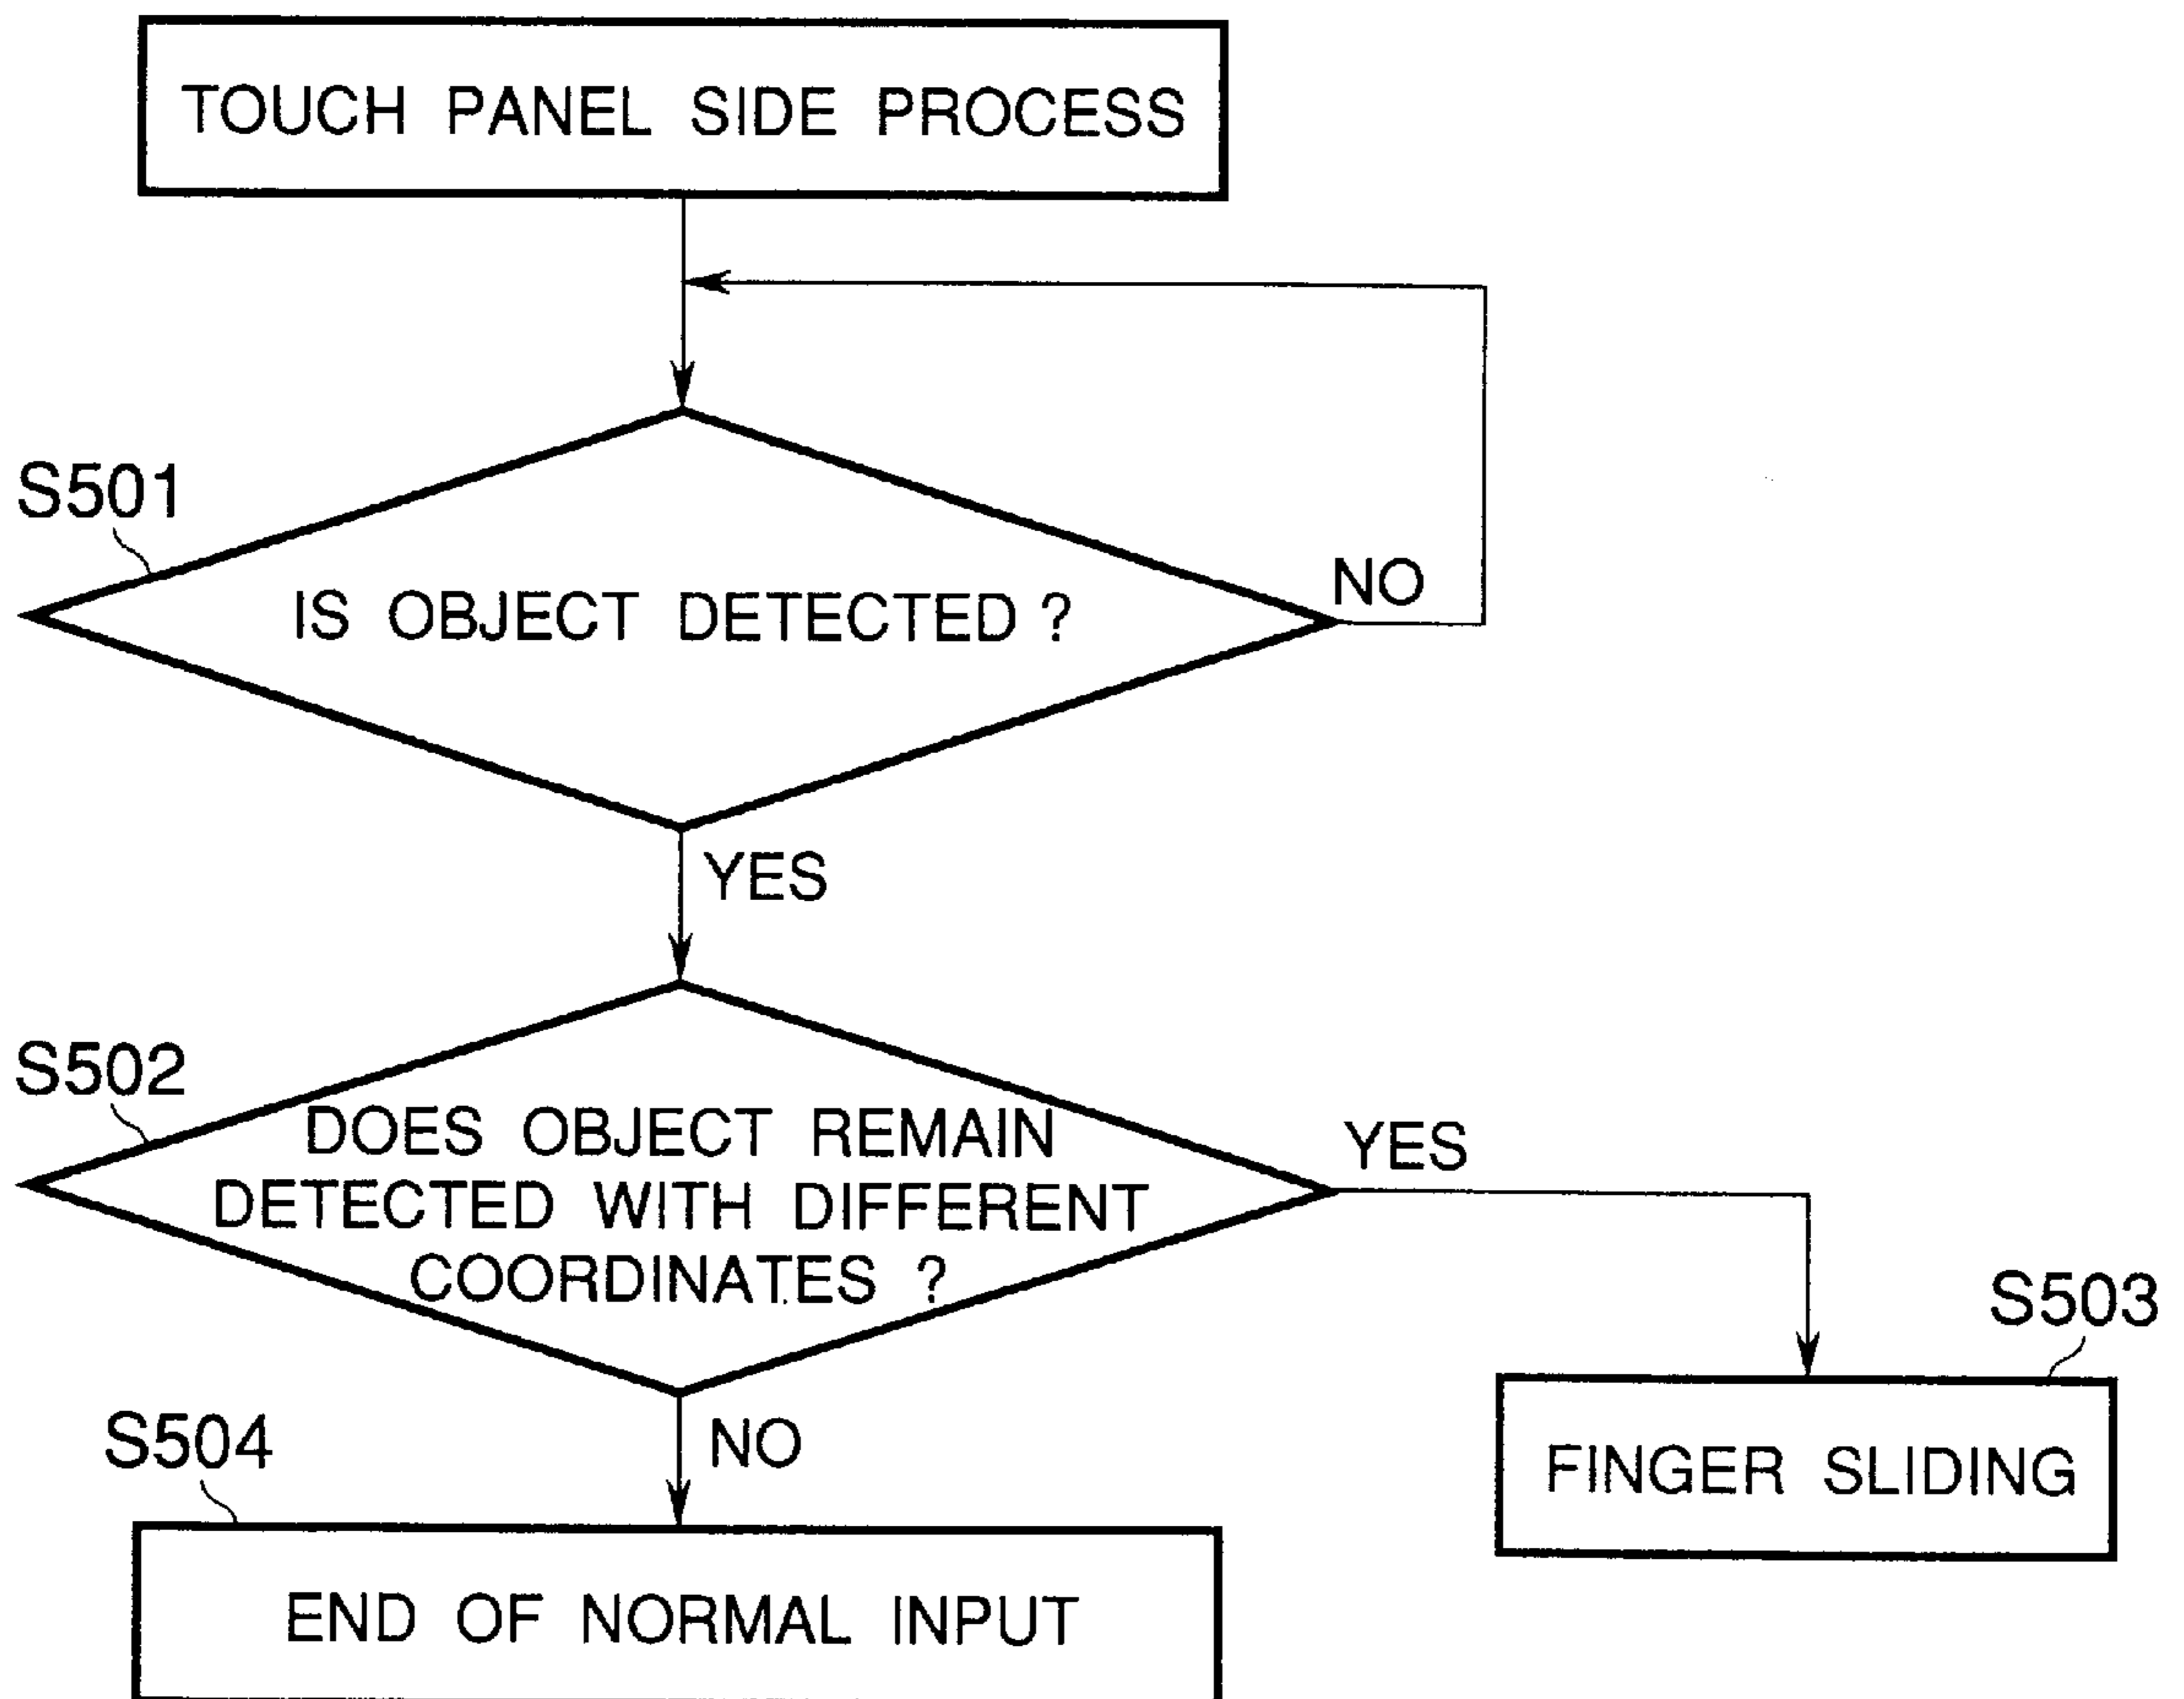 TOUCH PANEL SIDE PROCESS
S501
IS OBJECT DETECTED ?
NO
YES
S502
DOES OBJECT REMAIN
DETECTED WITH DIFFERENT
COORDINATES ?
YES
S503
FINGER SLIDING
NO
S504
END OF NORMAL INPUT